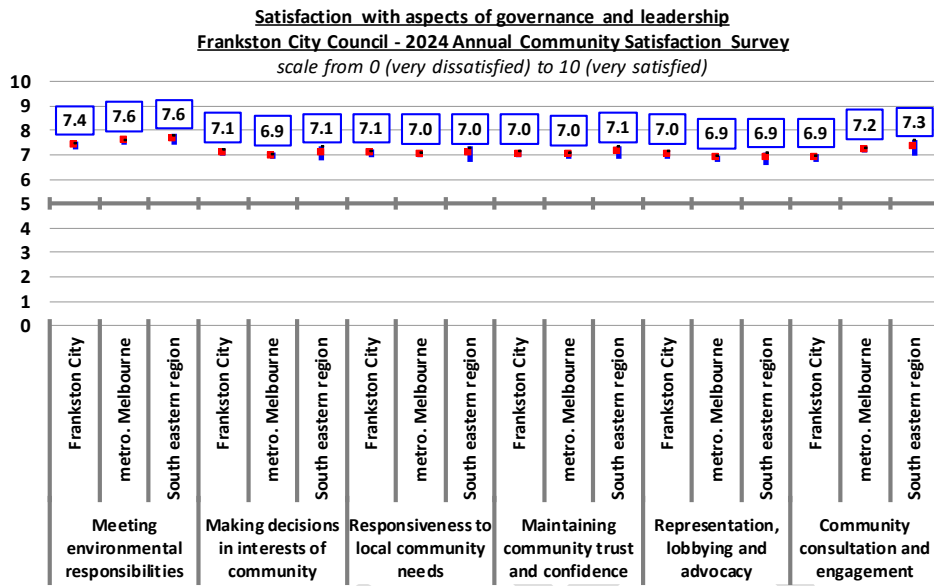 Satisfaction with aspects of governance and leadership
Frankston City Council - 2024 Annual Community Satisfaction Survey
scale from 0 (very dissatisfied) to 10 (very satisfied)
10
9
8
7
6
5
4
3
2
1
0
7.4
7.6
7.6
7.1
6.9
7.1
7.1
7.0
7.0
7.0
7.0
7.1
7.0
6.9
6.9
6.9
7.2
7.3
Frankston City
metro. Melbourne
South eastern region
Frankston City
metro. Melbourne
South eastern region
Frankston City
metro. Melbourne
South eastern region
Frankston City
metro. Melbourne
South eastern region
Frankston City
metro. Melbourne
South eastern region
Frankston City
metro. Melbourne
South eastern region
Meeting
environmental
responsibilities
Making decisions
in interests of
community
Responsiveness to
local community
needs
Maintaining
community trust
and confidence
Representation,
lobbying and
advocacy
Community
consultation and
engagement